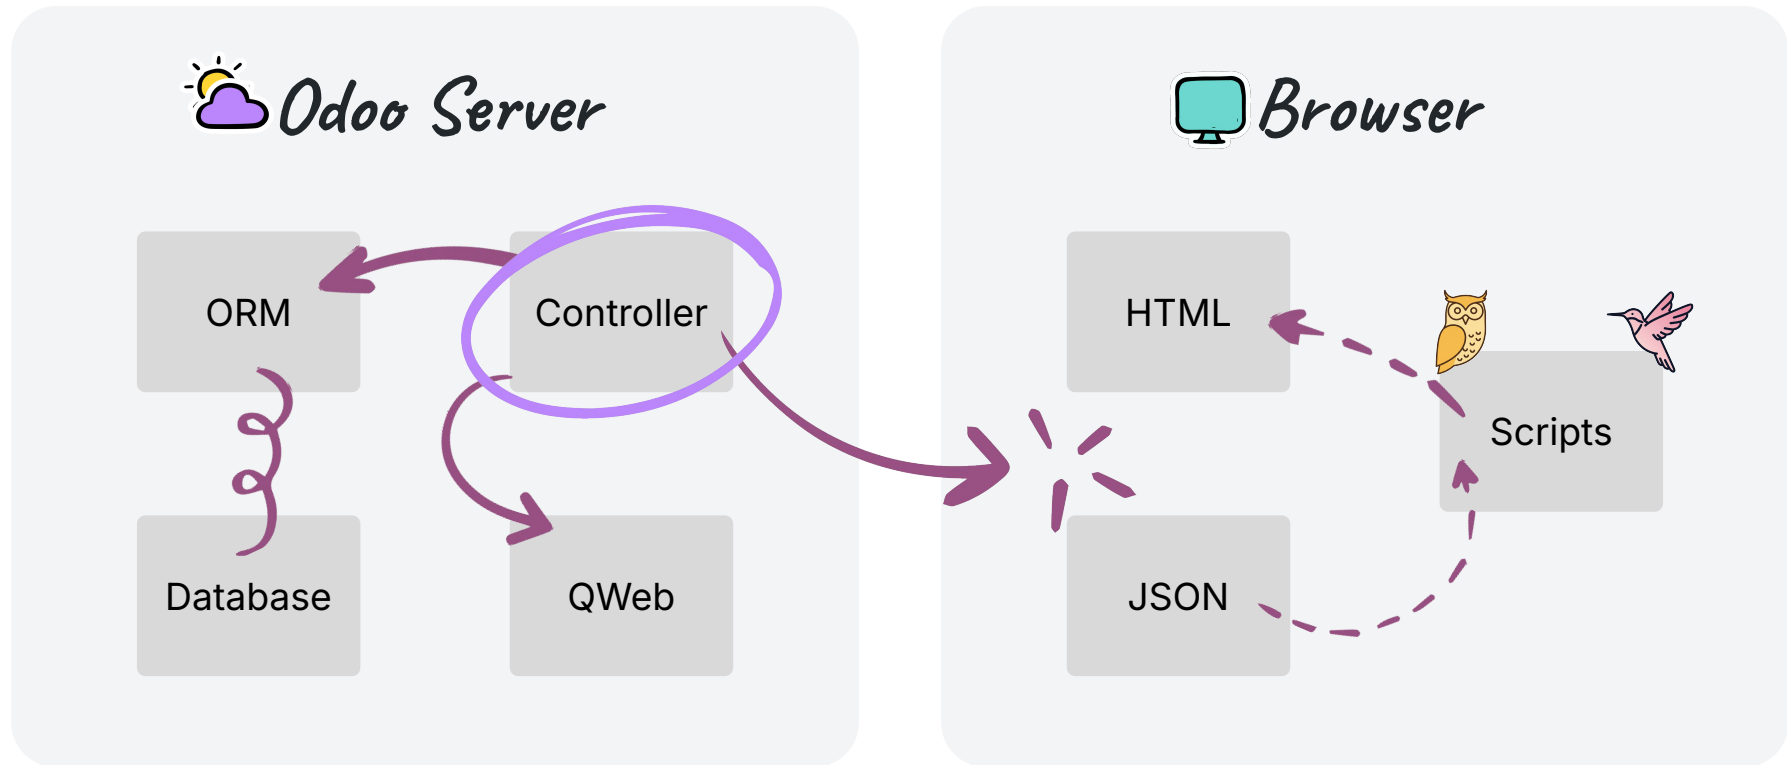 Odoo Server
ORM
Controller
Database
QWeb
Browser
HTML
Scripts
JSON